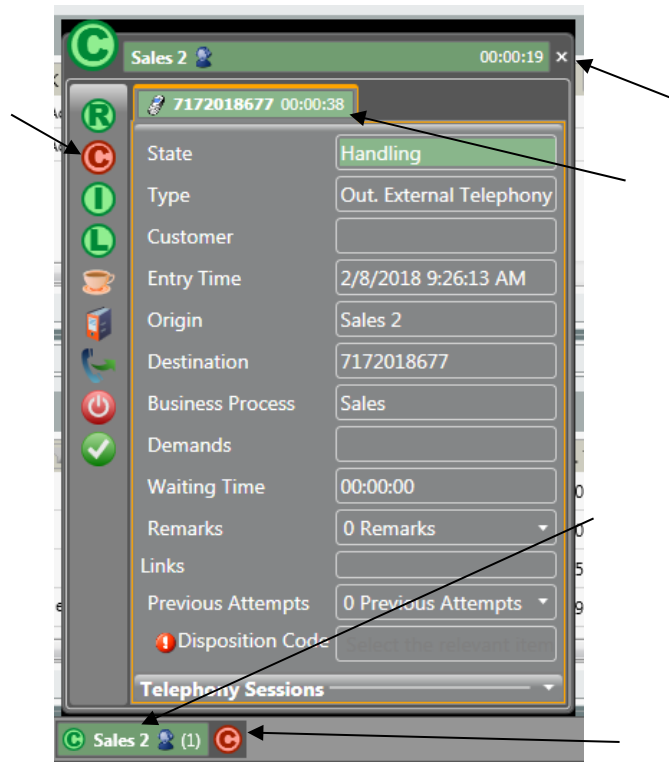 C
Sales 2 00:00:19 ×
R
C
I
L
7172018677 00:00:38
State Handling
Type Out. External Telephony
Customer
Entry Time 2/8/2018 9:26:13 AM
Origin Sales 2
Destination 7172018677
Business Process Sales
Demands
Waiting Time 00:00:00
Remarks 0 Remarks
Links
Previous Attempts 0 Previous Attempts
Disposition Code Select the relevant item
Telephony Sessions
C Sales 2 (1) C